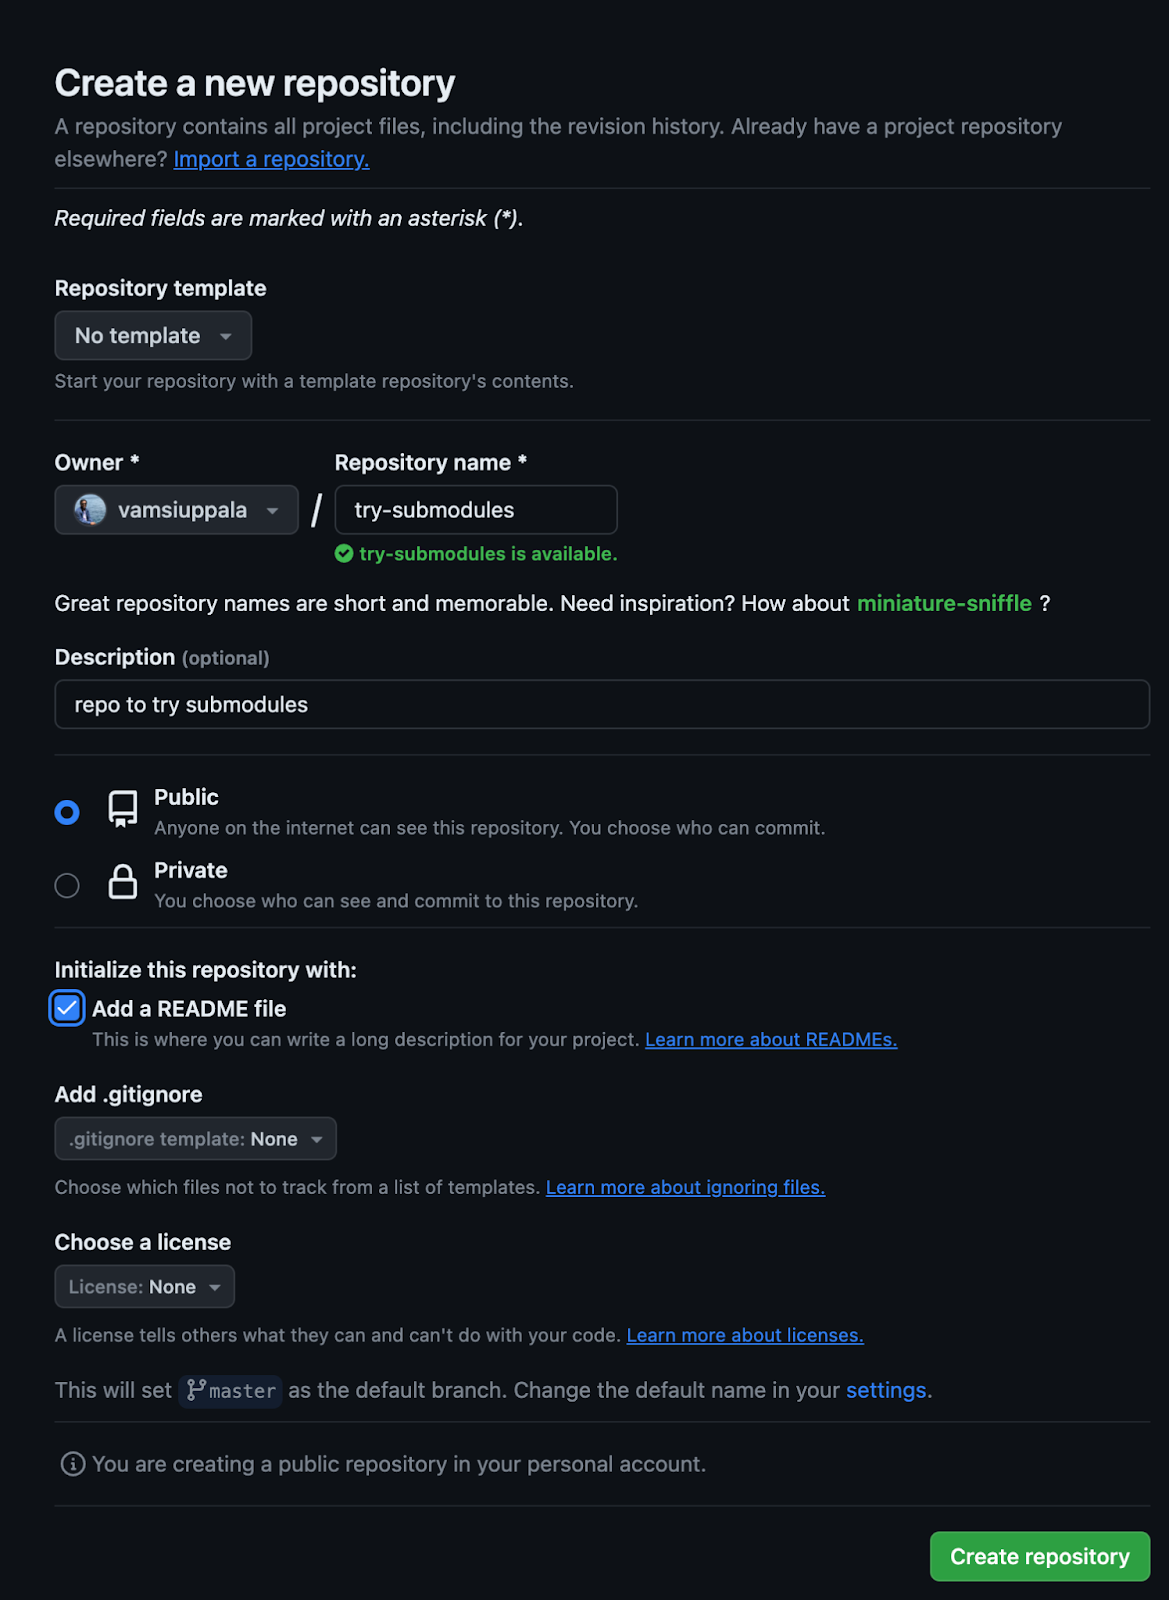 Create a new repository
A repository contains all project files, including the revision history. Already have a project repository
elsewhere? Import a repository.
Required fields are marked with an asterisk (*).
Repository template
No template
Start your repository with a template repository's contents.
Owner *
Repository name *
vamsiuppala
/
try-submodules
try-submodules is available.
Great repository names are short and memorable. Need inspiration? How about miniature-sniffle ?
Description (optional)
repo to try submodules
Public
Anyone on the internet can see this repository. You choose who can commit.
Private
You choose who can see and commit to this repository.
Initialize this repository with:
Add a README file
This is where you can write a long description for your project. Learn more about READMEs.
Add .gitignore
.gitignore template: None
Choose which files not to track from a list of templates. Learn more about ignoring files.
Choose a license
License: None
A license tells others what they can and can't do with your code. Learn more about licenses.
This will set master as the default branch. Change the default name in your settings.
You are creating a public repository in your personal account.
Create repository